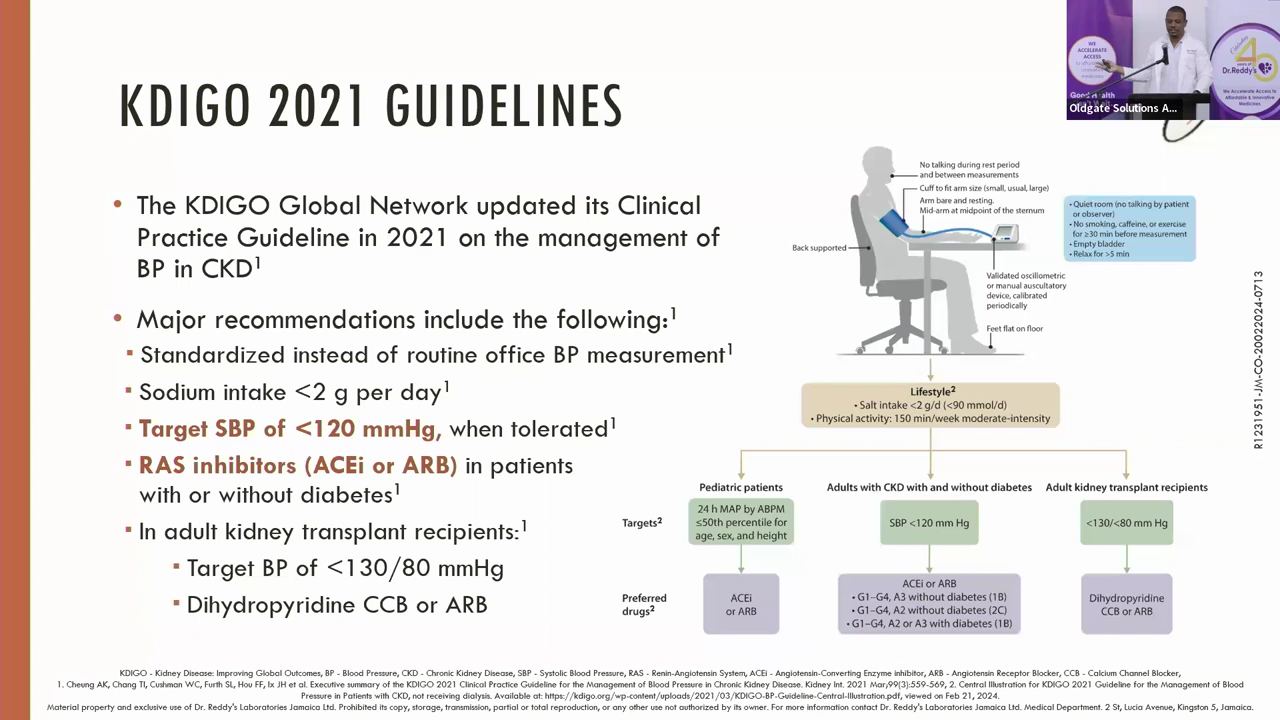 KDIGO 2021 GUIDELINES
• The KDIGO Global Network updated its Clinical
Practice Guideline in 2021 on the management of
BP in CKD¹
• Major recommendations include the following:¹
▪ Standardized instead of routine office BP measurement¹
▪ Sodium intake <2 g per day¹
▪ Target SBP of <120 mmHg, when tolerated¹
▪ RAS inhibitors (ACEi or ARB) in patients
with or without diabetes¹
▪ In adult kidney transplant recipients:¹
▪ Target BP of <130/80 mmHg
▪ Dihydropyridine CCB or ARB
WE
ACCELERATE
ACCESS
Good Health
Oldgate Solutions A...
40
Dr.Reddy's
We Accelerate Access to
Affordable & Innovative
Medicines.
No talking during rest period
and between measurements
Cuff to fit arm size (small, usual, large)
Arm bare and resting.
Mid-arm at midpoint of the sternum
Back supported
Validated oscillometric
or manual auscultatory
device, calibrated
periodically
Feet flat on floor
• Quiet room (no talking by patient
or observer)
• No smoking, caffeine, or exercise
for ≥30 min before measurement
• Empty bladder
• Relax for >5 min
R1231951-JM-CO-20022024-0713
Lifestyle²
• Salt intake <2 g/d (<90 mmol/d)
• Physical activity: 150 min/week moderate-intensity
Pediatric patients
Adults with CKD with and without diabetes
Adult kidney transplant recipients
Targets²
24 h MAP by ABPM
≤50th percentile for
age, sex, and height
SBP <120 mm Hg
<130/<80 mm Hg
Preferred
drugs²
ACEi
or ARB
ACEi or ARB
• G1–G4, A3 without diabetes (1B)
• G1–G4, A2 without diabetes (2C)
• G1–G4, A2 or A3 with diabetes (1B)
Dihydropyridine
CCB or ARB
KDIGO - Kidney Disease: Improving Global Outcomes, BP - Blood Pressure, CKD - Chronic Kidney Disease, SBP - Systolic Blood Pressure, RAS - Renin-Angiotensin System, ACEi - Angiotensin-Converting Enzyme inhibitor, ARB - Angiotensin Receptor Blocker, CCB - Calcium Channel Blocker,
1. Cheung AK, Chang TI, Cushman WC, Furth SL, Hou FF, Ix JH et al. Executive summary of the KDIGO 2021 Clinical Practice Guideline for the Management of Blood Pressure in Chronic Kidney Disease. Kidney Int. 2021 Mar;99(3):559-569, 2. Central Illustration for KDIGO 2021 Guideline for the Management of Blood
Pressure in Patients with CKD, not receiving dialysis. Available at: https://kdigo.org/wp-content/uploads/2021/03/KDIGO-BP-Guideline-Central-Illustration.pdf, viewed on Feb 21, 2024.
Material property and exclusive use of Dr. Reddy's Laboratories Jamaica Ltd. Prohibited its copy, storage, transmission, partial or total reproduction, or any other use not authorized by its owner. For more information contact Dr. Reddy's Laboratories Jamaica Ltd. Medical Department. 2 St, Lucia Avenue, Kingston 5, Jamaica.